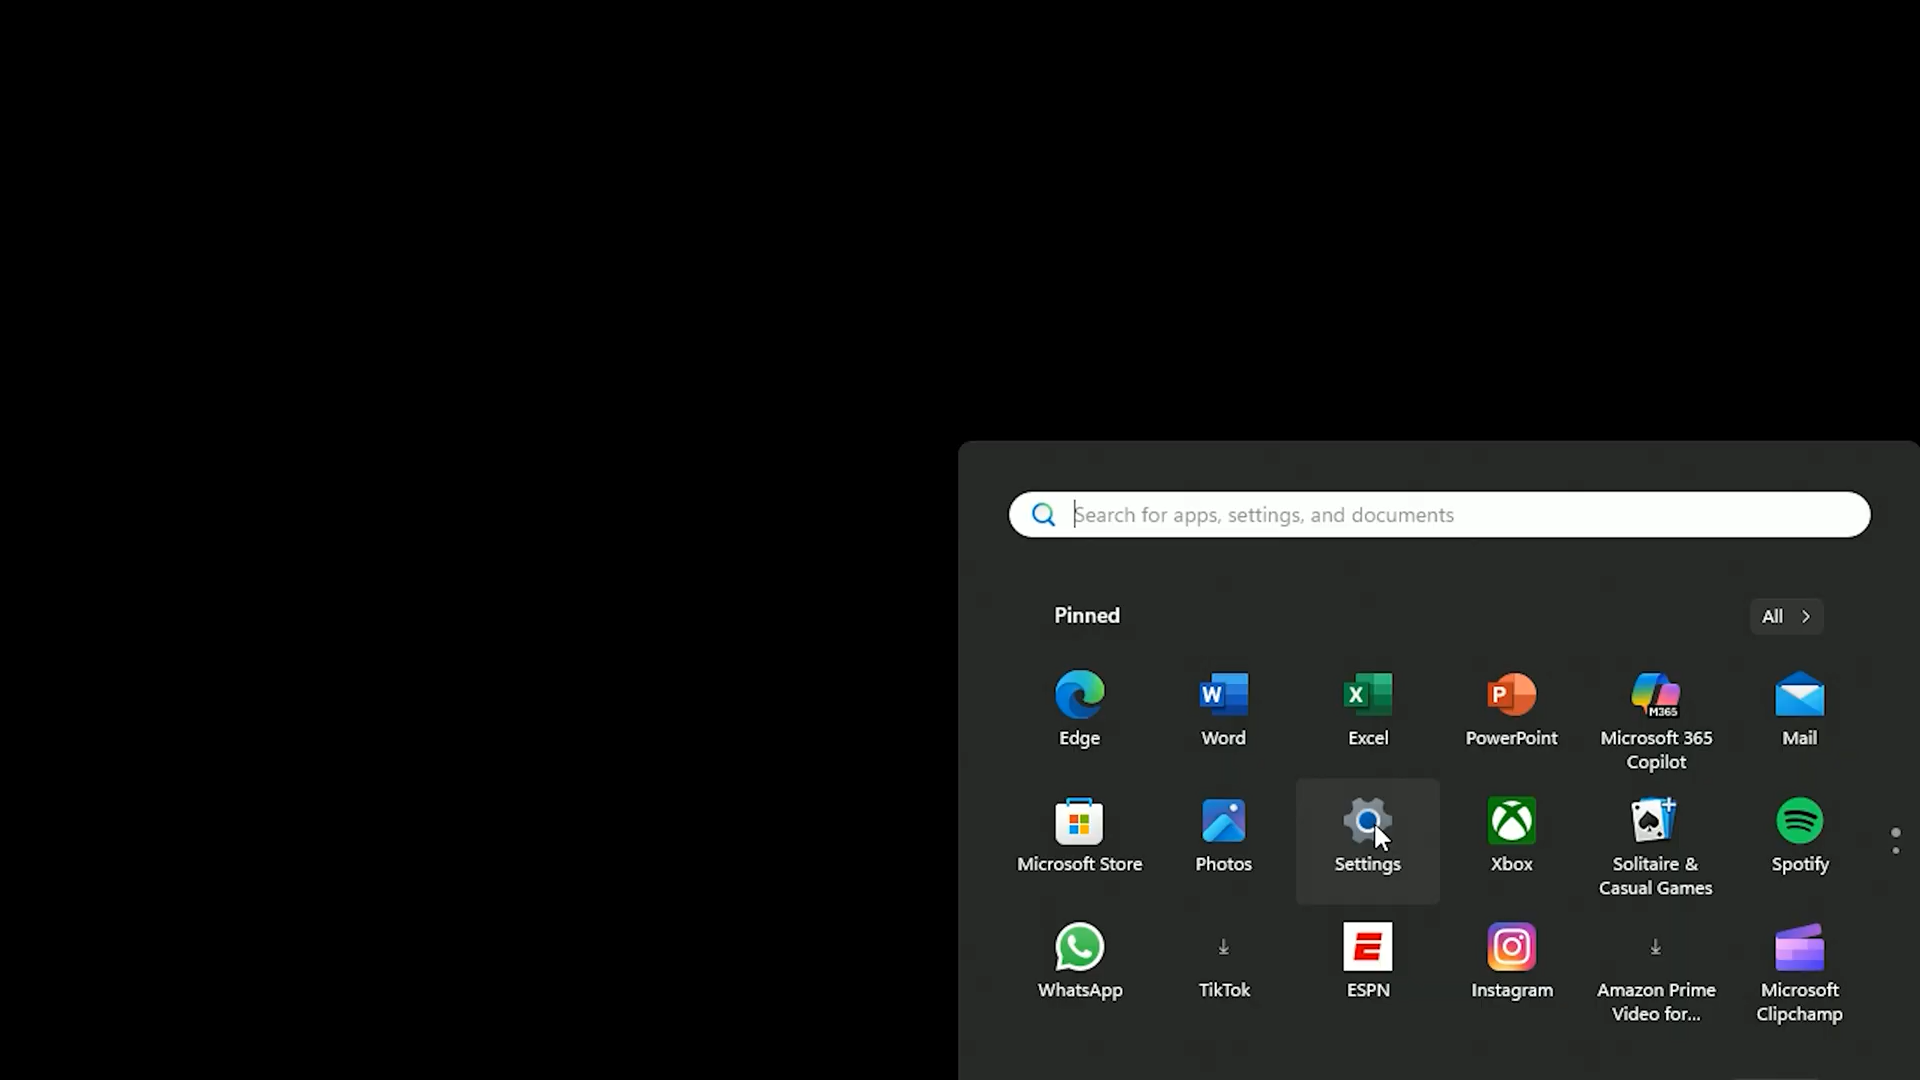 Search for apps, settings, and documents
Pinned
All
Edge
Word
Excel
PowerPoint
M365
Microsoft 365
Copilot
Mail
Microsoft Store
Photos
Settings
Xbox
Solitaire &
Casual Games
Spotify
WhatsApp
TikTok
ESPN
Instagram
Amazon Prime
Video for...
Microsoft
Clipchamp